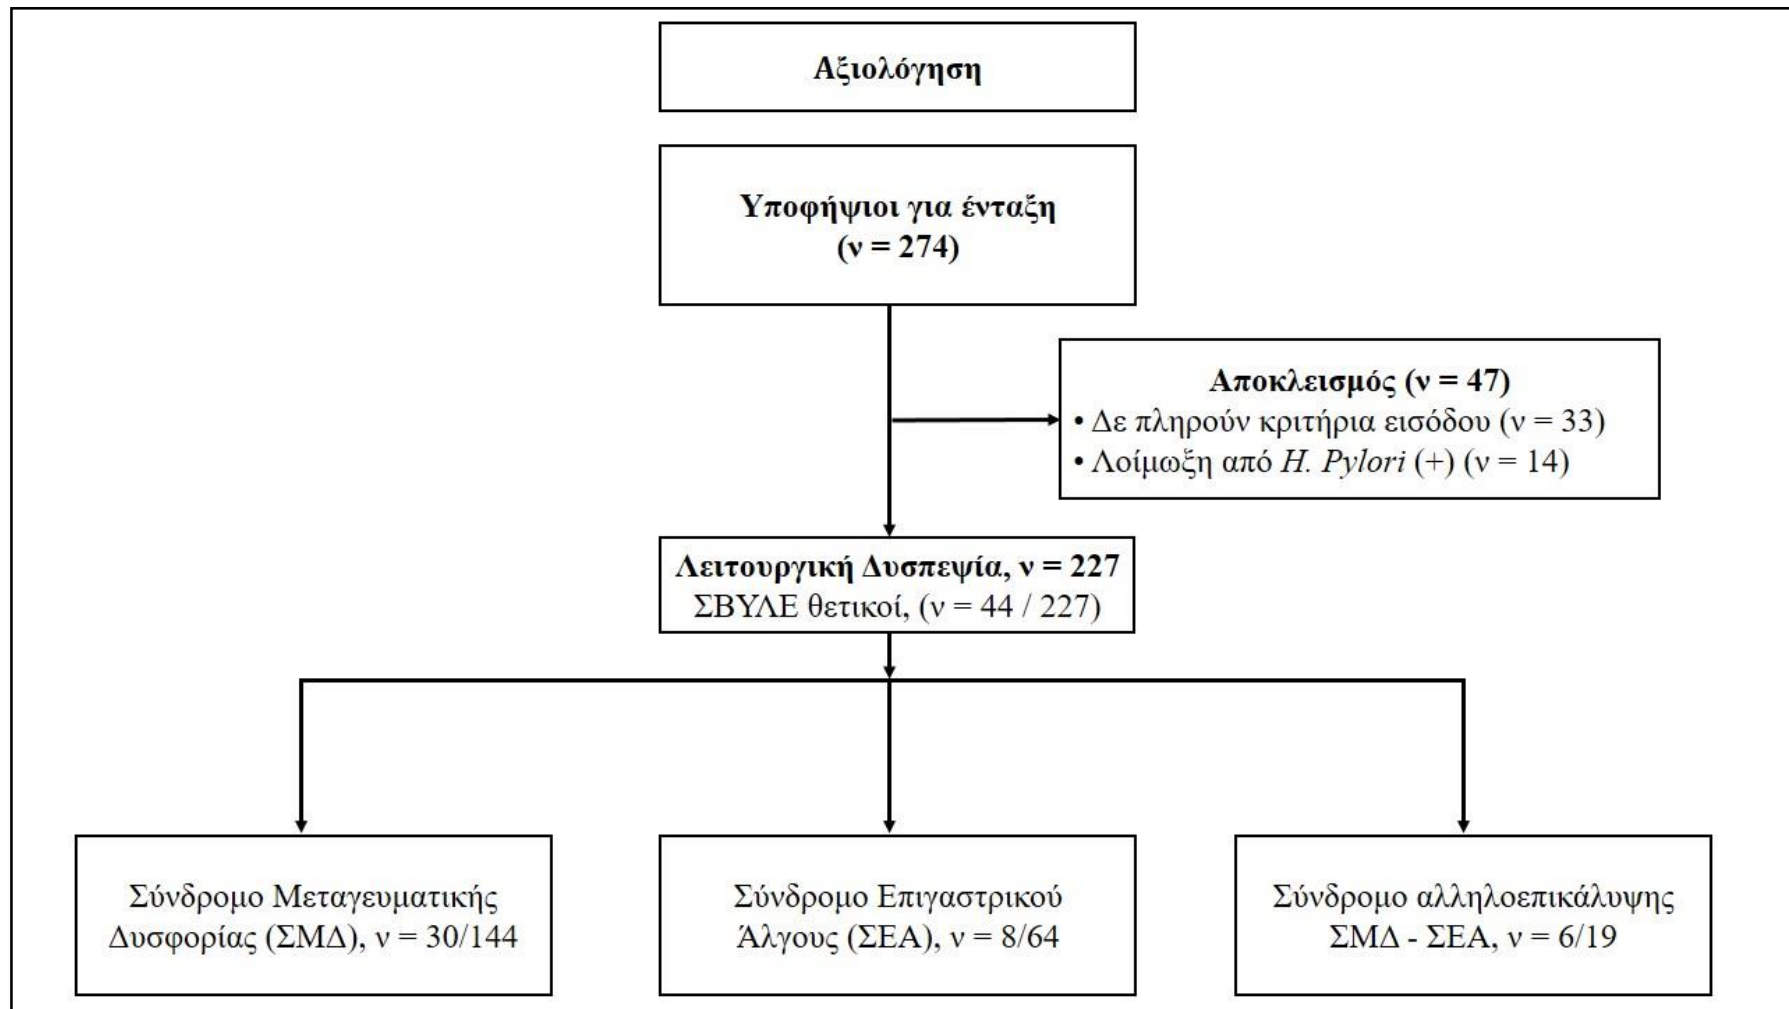 Αξιολόγηση
Υποφήψιοι για ένταξη
(ν = 274)
Αποκλεισμός (ν = 47)
• Δε πληρούν κριτήρια εισόδου (ν = 33)
• Λοίμωξη από H. Pylori (+) (ν = 14)
Λειτουργική Δυσπεψία, ν = 227
ΣΒΥΛΕ θετικοί, (ν = 44 / 227)
Σύνδρομο Μεταγευματικής
Δυσφορίας (ΣΜΔ), ν = 30/144
Σύνδρομο Επιγαστρικού
Άλγους (ΣΕΑ), ν = 8/64
Σύνδρομο αλληλοεπικάλυψης
ΣΜΔ - ΣΕΑ, ν = 6/19